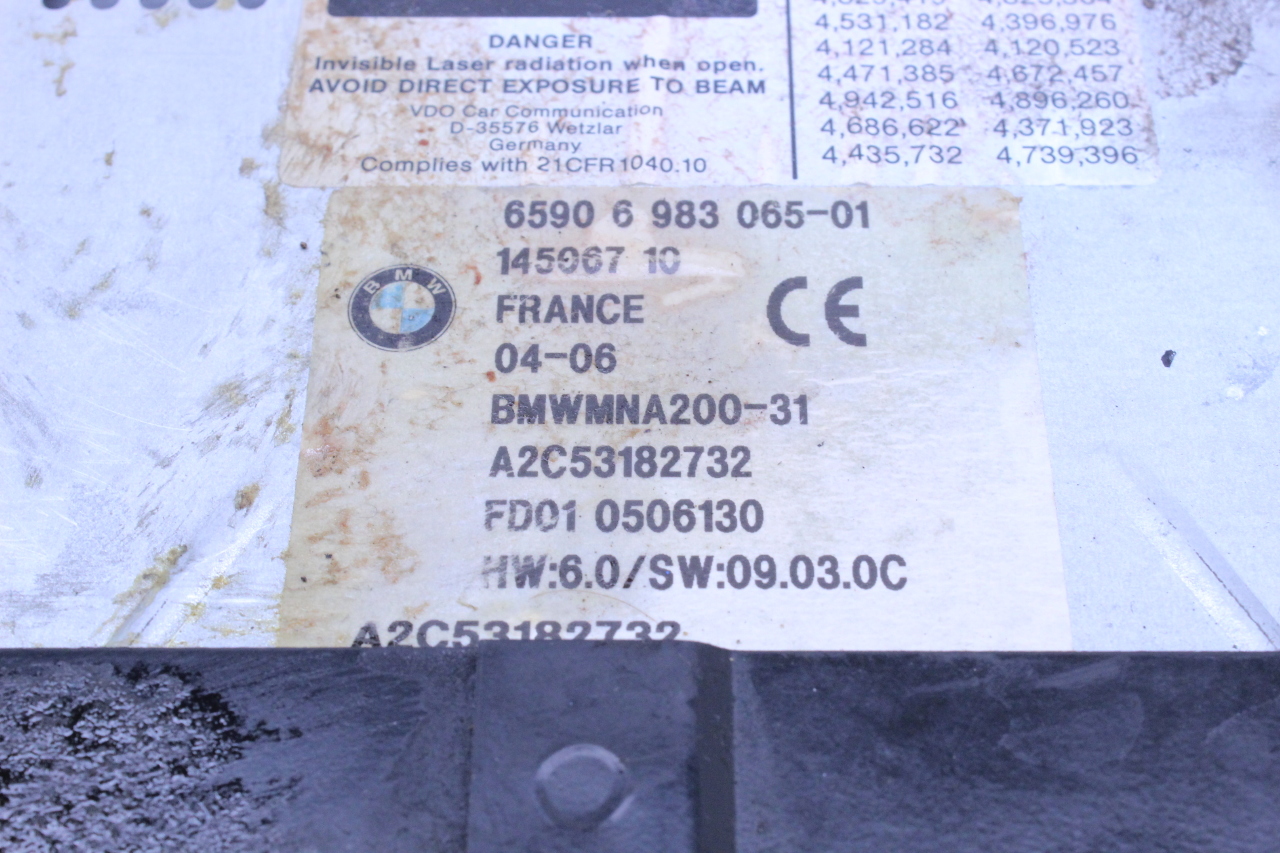 DANGER
Invisible Laser radiation when open.
AVOID DIRECT EXPOSURE TO BEAM
VDO Car Communication
D-35576 Wetzlar
Germany
Complies with 21CFR1040.10
4,531,182 4,396,976
4,121,284 4,120,523
4,471,385 4,672,457
4,942,516 4,896,260
4,686,622 4,371,923
4,435,732 4,739,396
6590 6 983 065-01
145067 10
BMW
FRANCE
CE
04-06
BMWMNA200-31
A2C53182732
FD01 0506130
HW:6.0/SW:09.03.0C
A2C53182732